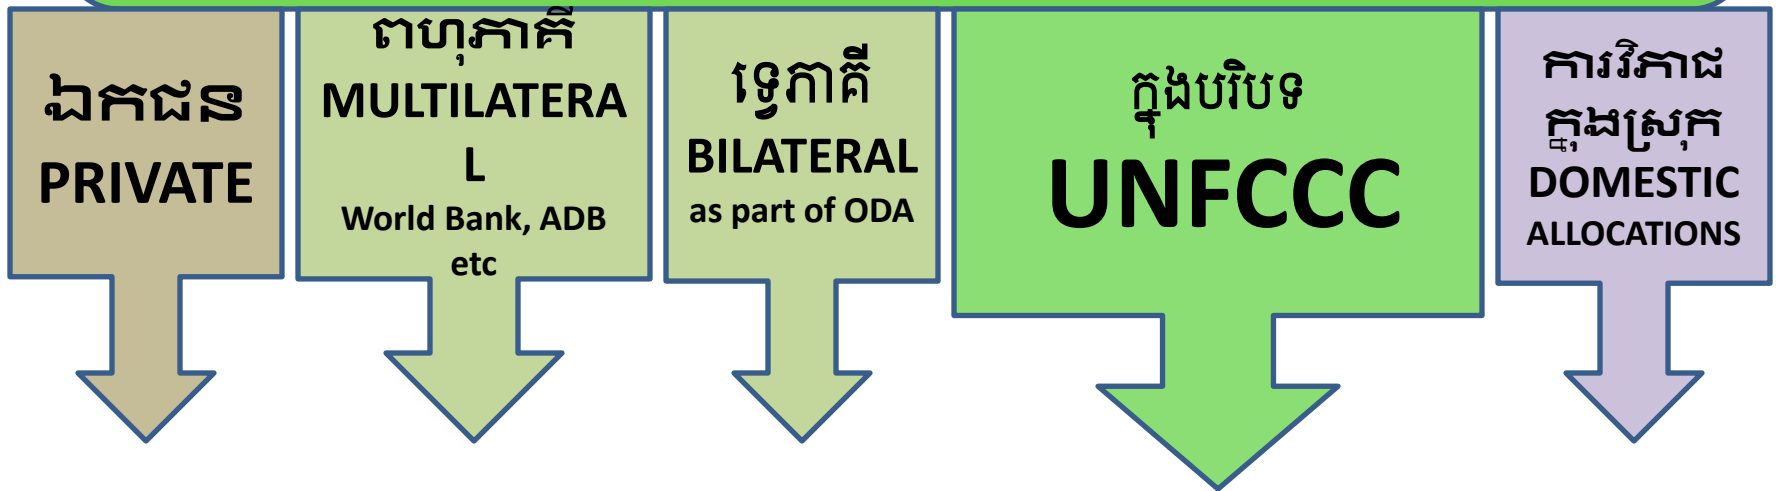 ឯកជន
PRIVATE
ពហុភាគី
MULTILATERA
L
World Bank, ADB
etc
ទ្វេភាគី
BILATERAL
as part of ODA
ក្នុងបរិបទ
UNFCCC
ការវិភាជ
ក្នុងស្រុក
DOMESTIC
ALLOCATIONS